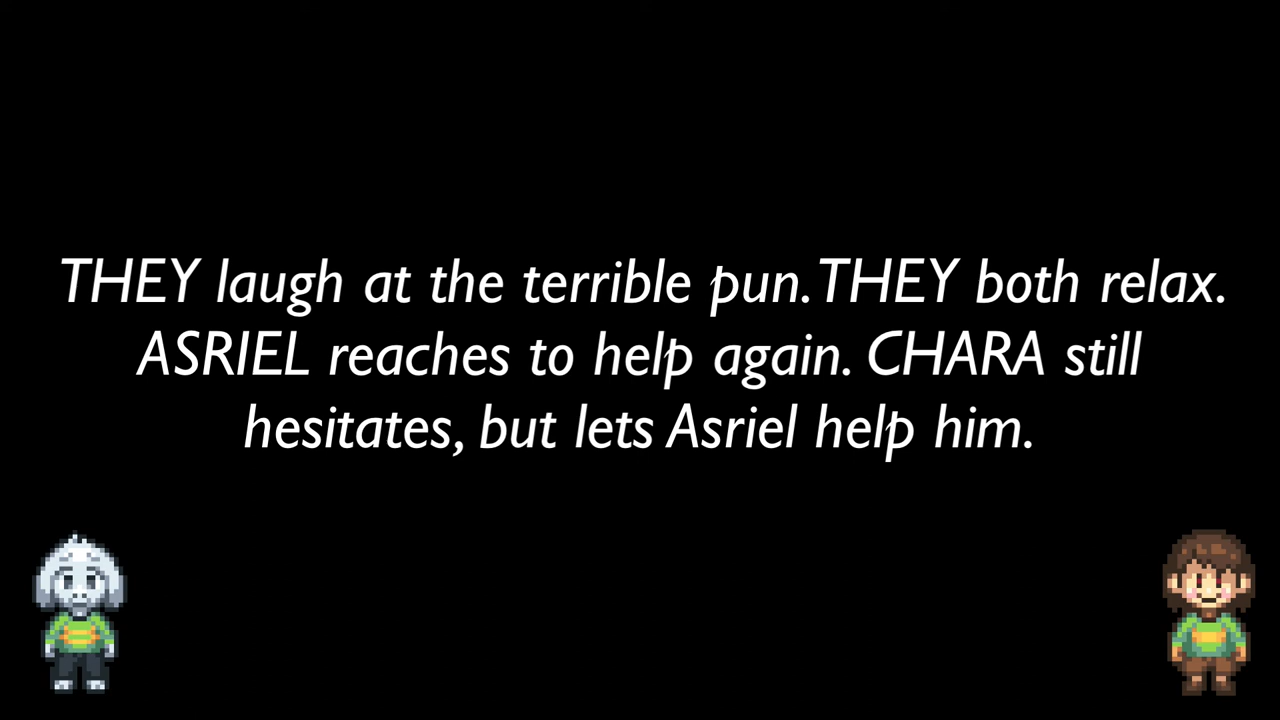 THEY laugh at the terrible pun. THEY both relax.
ASRIEL reaches to help again. CHARA still
hesitates, but lets Asriel help him.